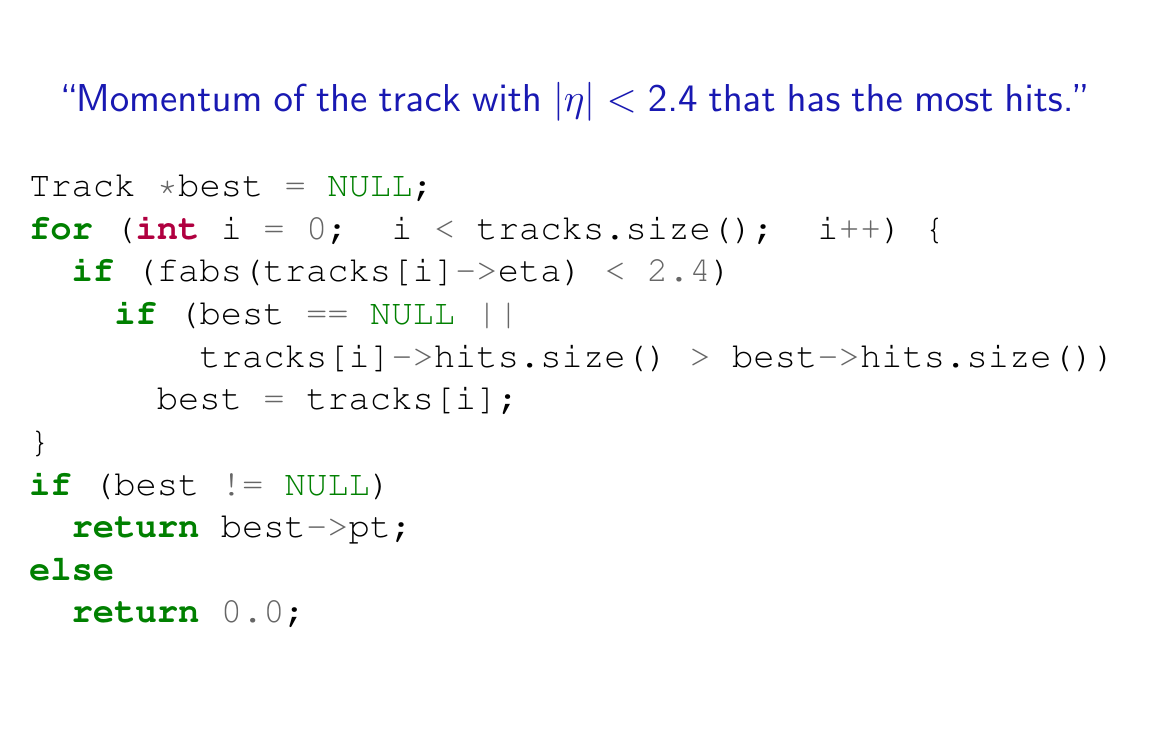 “Momentum of the track with |η| < 2.4 that has the most hits.”
Track *best = NULL;
for (int i = 0;  i < tracks.size();  i++) {
  if (fabs(tracks[i]->eta) < 2.4)
    if (best == NULL ||
        tracks[i]->hits.size() > best->hits.size())
      best = tracks[i];
}
if (best != NULL)
  return best->pt;
else
  return 0.0;